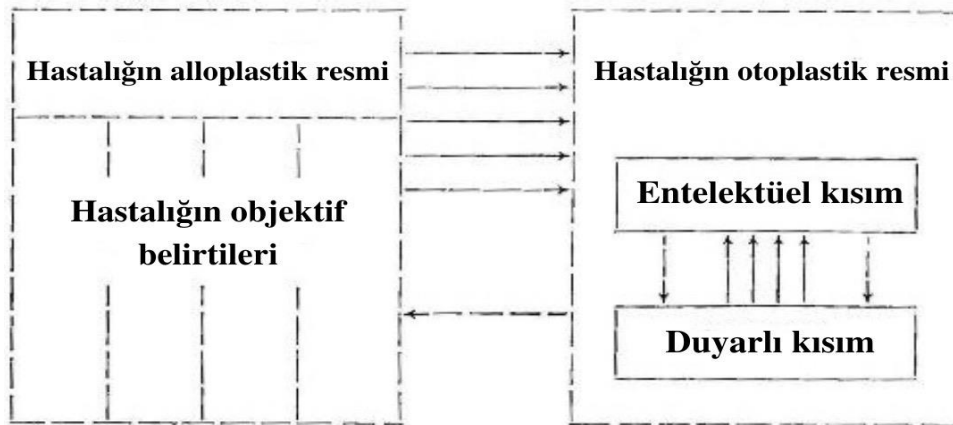 Hastalığın alloplastik resmi
Hastalığın otoplastik resmi
Hastalığın objektif
belirtileri
Entelektüel kısım
Duyarlı kısım